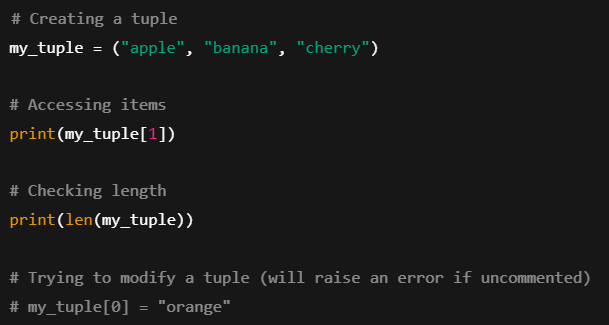 # Creating a tuple
my_tuple = ("apple", "banana", "cherry")
# Accessing items
print(my_tuple[1])
# Checking length
print(len(my_tuple))
# Trying to modify a tuple (will raise an error if uncommented)
# my_tuple[0] = "orange"